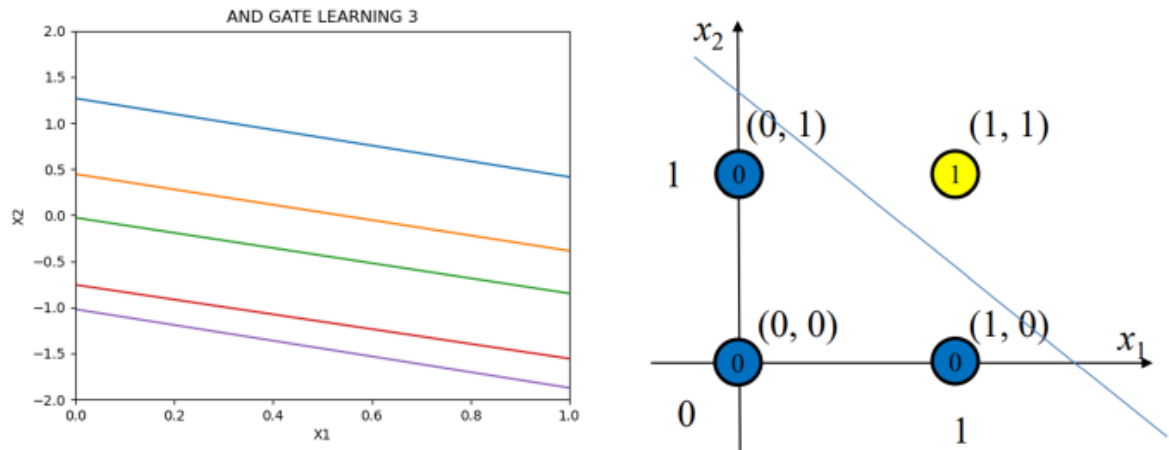 AND GATE LEARNING 3
2.0
1.5
1.0
0.5
0.0
−0.5
−1.0
−1.5
−2.0
X2
0.0 0.2 0.4 0.6 0.8 1.0
X1
x2
(0, 1) (1, 1)
1 0 1
(0, 0) (1, 0) x1
0 0
0 1